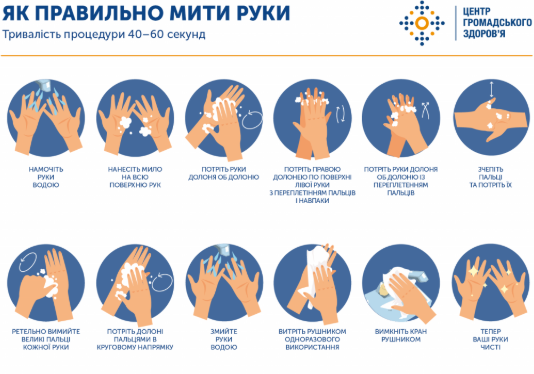 ЯК ПРАВИЛЬНО МИТИ РУКИ
Тривалість процедури 40–60 секунд
ЦЕНТР
ГРОМАДСЬКОГО
ЗДОРОВ'Я
НАМОЧІТЬ
РУКИ
ВОДОЮ
НАНЕСІТЬ МИЛО
НА ВСЮ
ПОВЕРХНЮ РУК
ПОТРІТЬ РУКИ
ДОЛОНЯ ОБ ДОЛОНЮ
ПОТРІТЬ ПРАВОЮ
ДОЛОНЕЮ ПО ПОВЕРХНІ
ЛІВОЇ РУКИ
З ПЕРЕПЛЕТІННЯМ ПАЛЬЦІВ
І НАВПАКИ
ПОТРІТЬ РУКИ ДОЛОНЯ
ОБ ДОЛОНЮ ІЗ
ПЕРЕПЛЕТЕННЯМ
ПАЛЬЦІВ
ЗЧЕПІТЬ
ПАЛЬЦІ
ТА ПОТРІТЬ ЇХ
РЕТЕЛЬНО ВИМИЙТЕ
ВЕЛИКІ ПАЛЬЦІ
КОЖНОЇ РУКИ
ПОТРІТЬ ДОЛОНІ
ПАЛЬЦЯМИ В
КРУГОВОМУ НАПРЯМКУ
ЗМИЙТЕ
РУКИ
ВОДОЮ
ВИТРІТЬ РУШНИКОМ
ОДНОРАЗОВОГО
ВИКОРИСТАННЯ
ВИМКНІТЬ КРАН
РУШНИКОМ
ТЕПЕР
ВАШІ РУКИ
ЧИСТІ